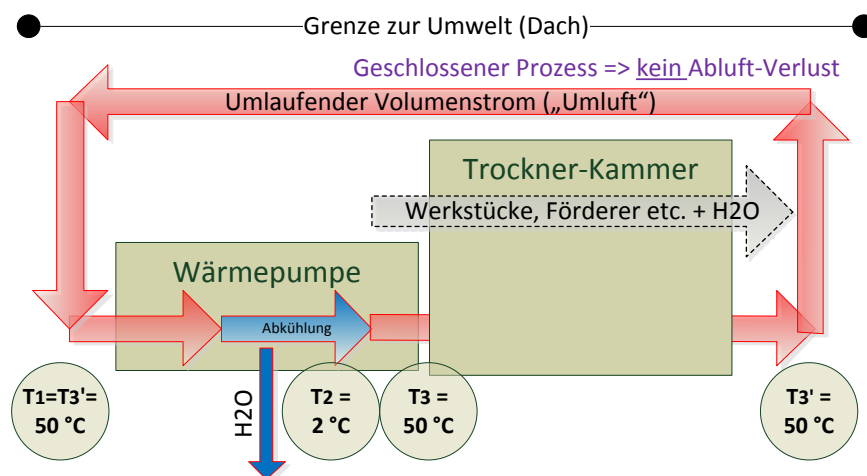 Grenze zur Umwelt (Dach)
Geschlossener Prozess => kein Abluft-Verlust
Umlaufender Volumenstrom („Umluft“)
Trockner-Kammer
Werkstücke, Förderer etc. + H2O
Wärmepumpe
Abkühlung
H2O
T1=T3'=
50 °C
T2 =
2 °C
T3 =
50 °C
T3' =
50 °C